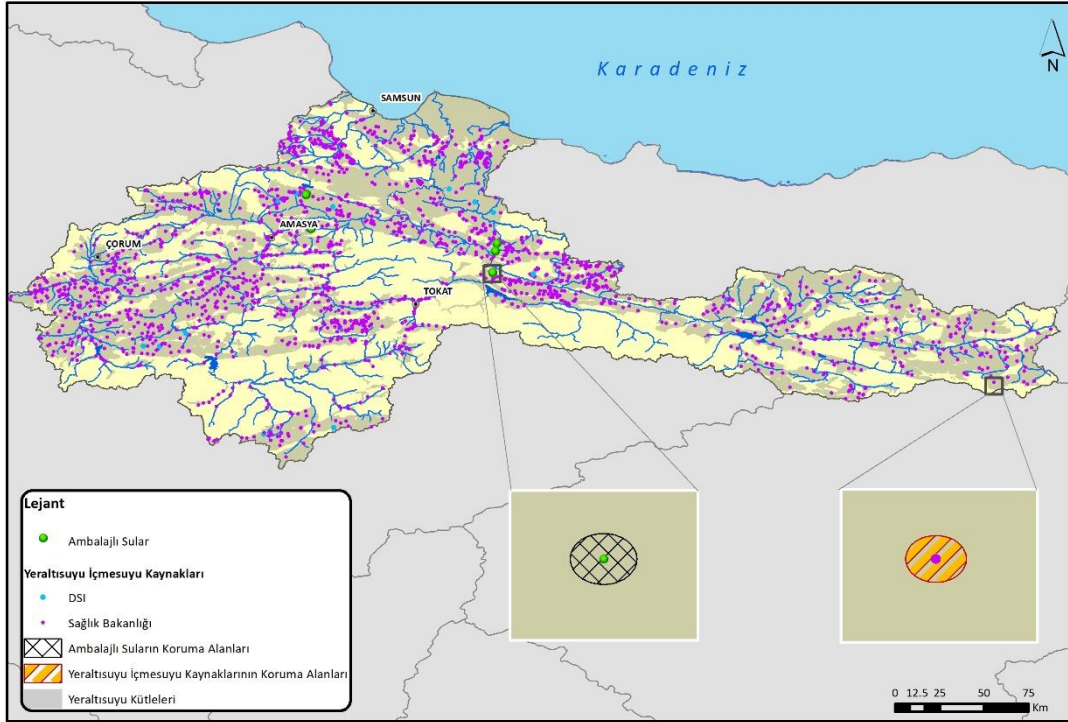 Karadeniz
N
SAMSUN
AMASYA
ÇORUM
TOKAT
Lejant
Ambalajlı Sular
Yeraltısuyu İçmesuyu Kaynakları
DSI
Sağlık Bakanlığı
Ambalajlı Suların Koruma Alanları
Yeraltısuyu İçmesuyu Kaynaklarının Koruma Alanları
Yeraltısuyu Kütleleri
0 12.5 25 50 75
Km